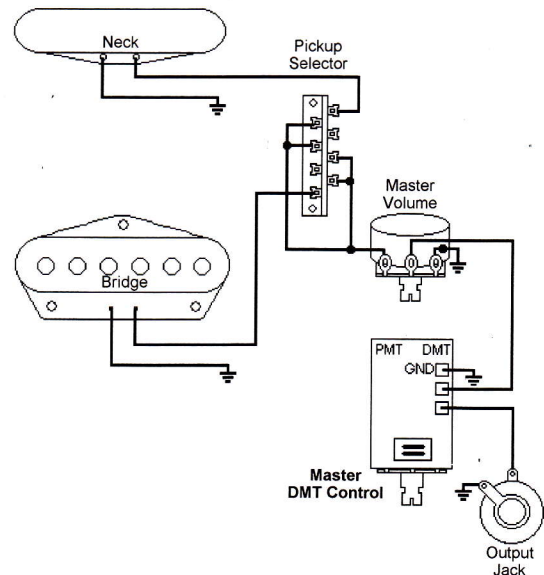 Neck
Pickup
Selector
Master
Volume
Bridge
PMT DMT
GND
Master
DMT Control
Output
Jack